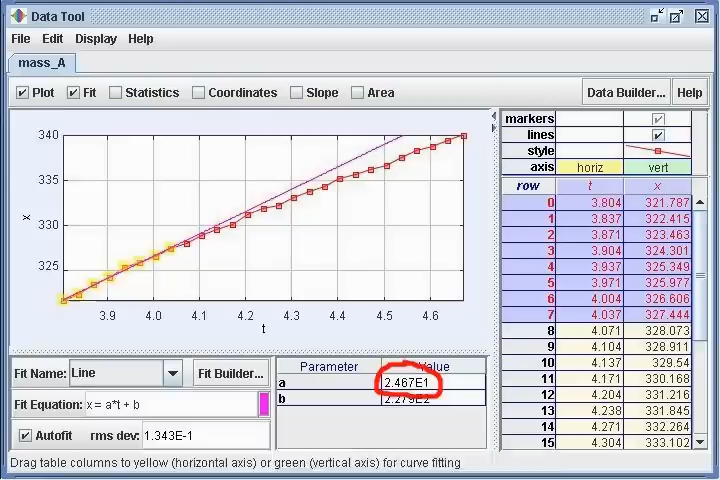 Data Tool
File Edit Display Help
mass_A
Plot Fit Statistics Coordinates Slope Area Data Builder... Help
340
335
330
325
x
3.9 4.0 4.1 4.2 4.3 4.4 4.5 4.6
t
markers
lines
style
axis horiz vert
row t x
0 3.804 321.787
1 3.837 322.415
2 3.871 323.463
3 3.904 324.301
4 3.937 325.349
5 3.971 325.977
6 4.004 326.606
7 4.037 327.444
8 4.071 328.073
9 4.104 328.911
10 4.137 329.54
11 4.171 330.168
12 4.204 331.216
13 4.238 331.845
14 4.271 332.264
15 4.304 333.102
Fit Name: Line Fit Builder...
Fit Equation: x = a*t + b
Autofit rms dev: 1.343E-1
Parameter Value
a 2.467E1
b 2.279E2
Drag table columns to yellow (horizontal axis) or green (vertical axis) for curve fitting